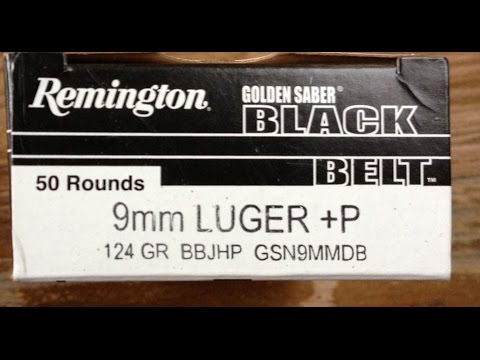 Remington®
GOLDEN SABER®
BLACK
BELT™
50 Rounds
9mm LUGER +P
124 GR BBJHP GSN9MMDB